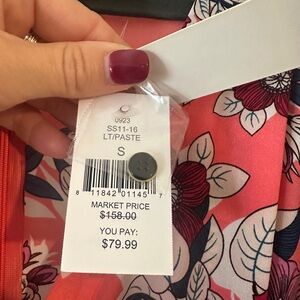 0923
SS11-16
LT/PASTE
S
8 11842 01145 7
MARKET PRICE
$158.00
YOU PAY:
$79.99